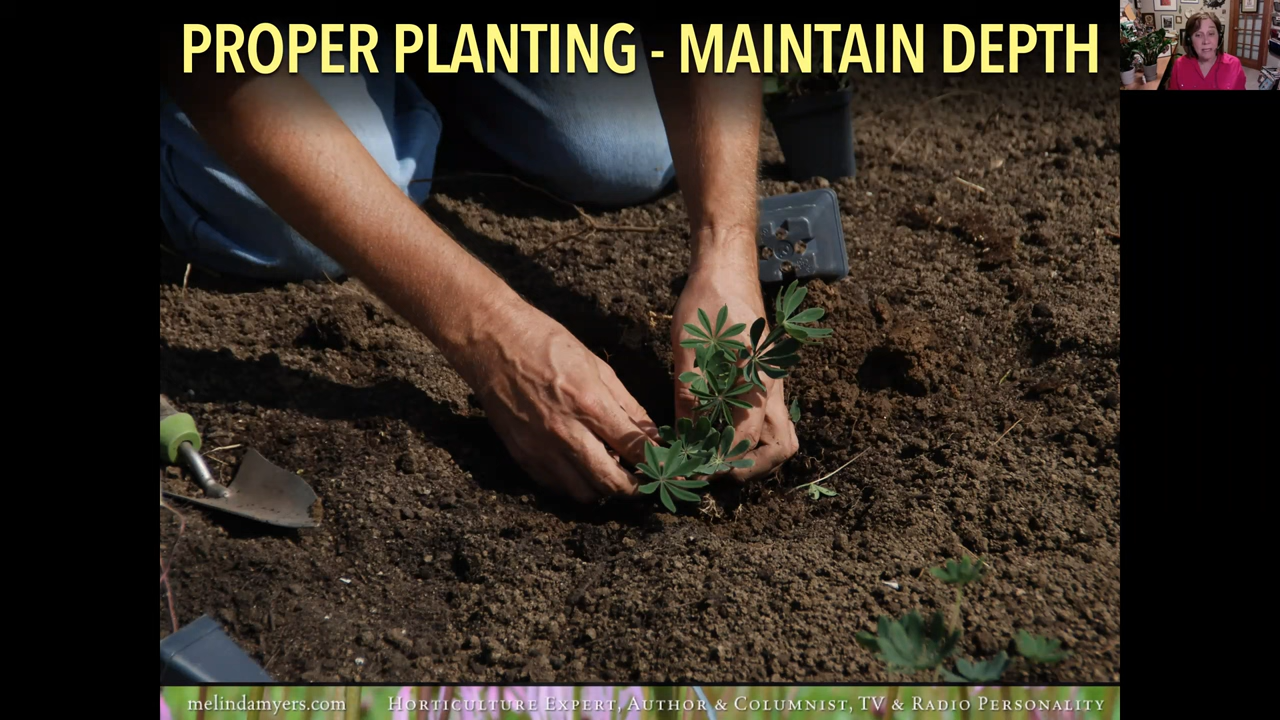 PROPER PLANTING - MAINTAIN DEPTH
melindamyers.com Horticulture Expert, Author & Columnist, TV & Radio Personality